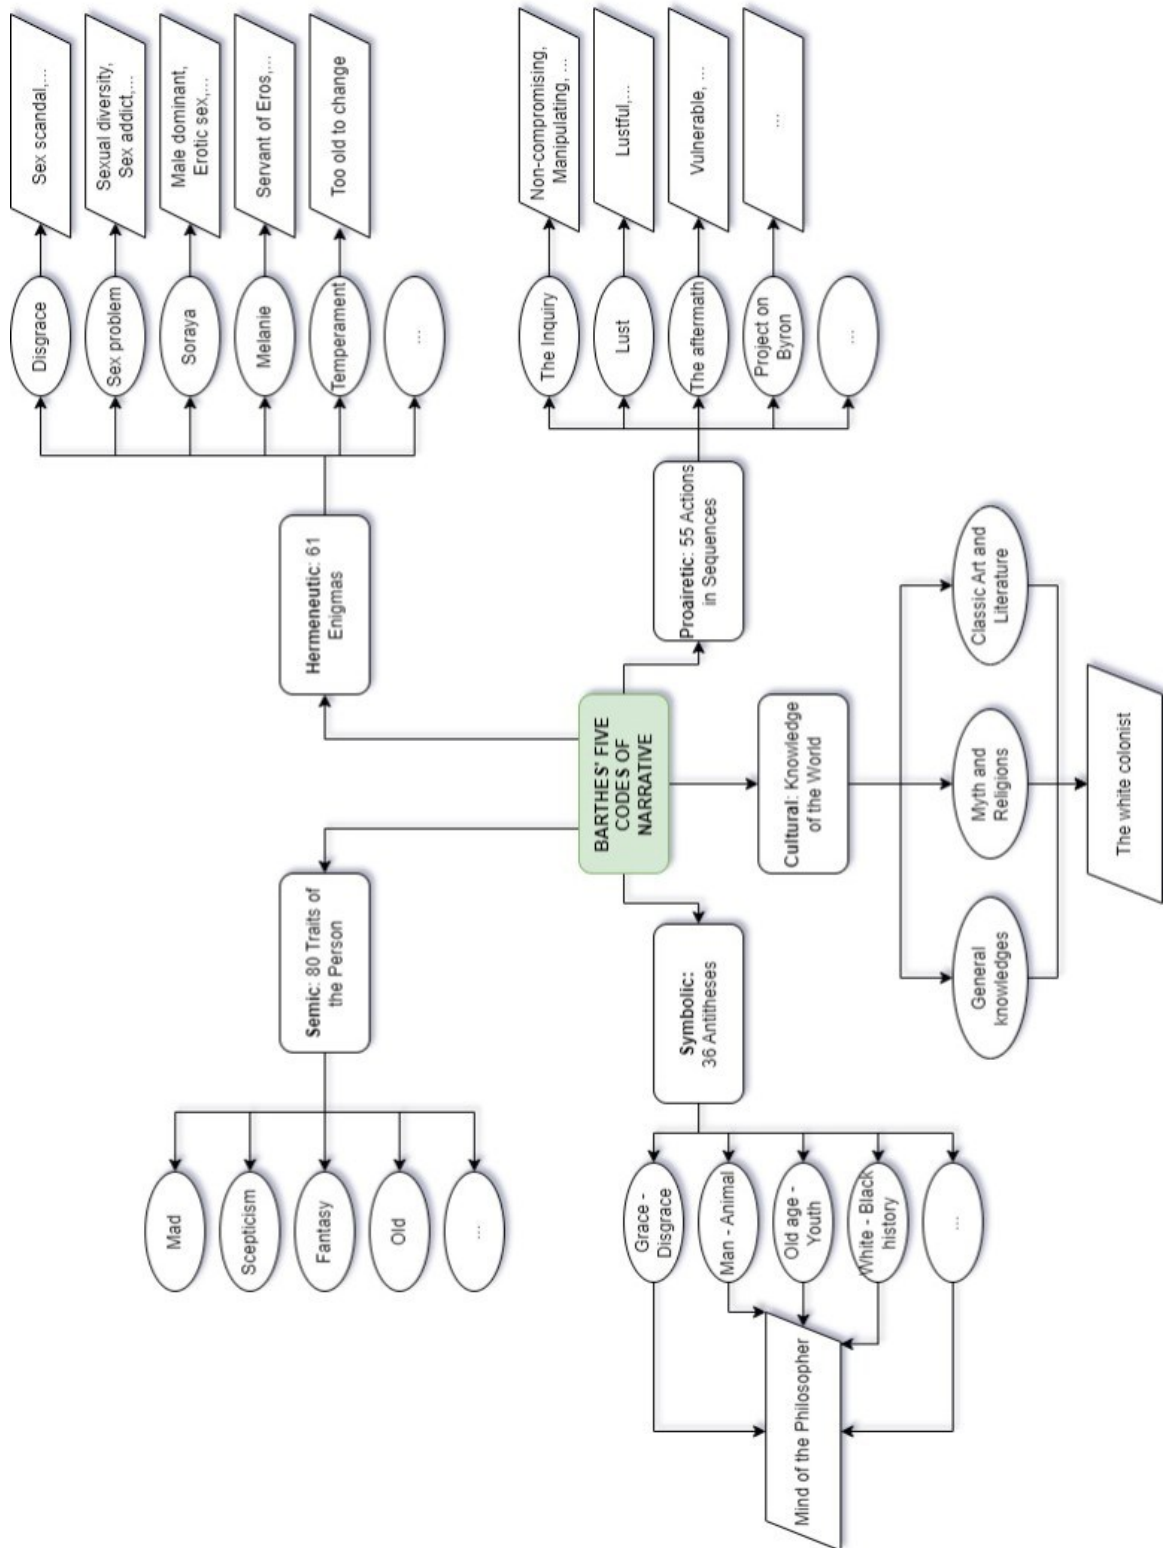 Mad
Scepticism
Fantasy
Old
...
Semic: 80 Traits of
the Person
Hermeneutic: 61
Enigmas
Disgrace
Sex problem
Soraya
Melanie
Temperament
...
Sex scandal,...
Sexual diversity,
Sex addict,...
Male dominant,
Erotic sex,...
Servant of Eros,...
Too old to change
BARTHES' FIVE
CODES OF
NARRATIVE
Mind of the Philosopher
Grace -
Disgrace
Man - Animal
Old age -
Youth
White - Black
history
...
Symbolic:
36 Antitheses
Cultural: Knowledge
of the World
Proairetic: 55 Actions
in Sequences
The Inquiry
Lust
The aftermath
Project on
Byron
...
Non-compromising,
Manipulating, ...
Lustful,...
Vulnerable, ...
...
General
knowledges
Myth and
Religions
Classic Art and
Literature
The white colonist